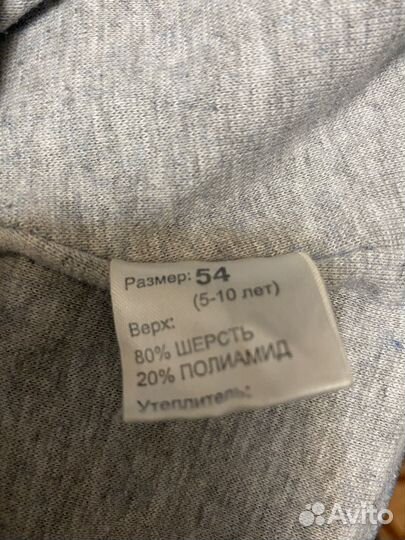 Размер: 54
(5-10 лет)
Верх:
80% ШЕРСТЬ
20% ПОЛИАМИД
Утеплитель:
Avito